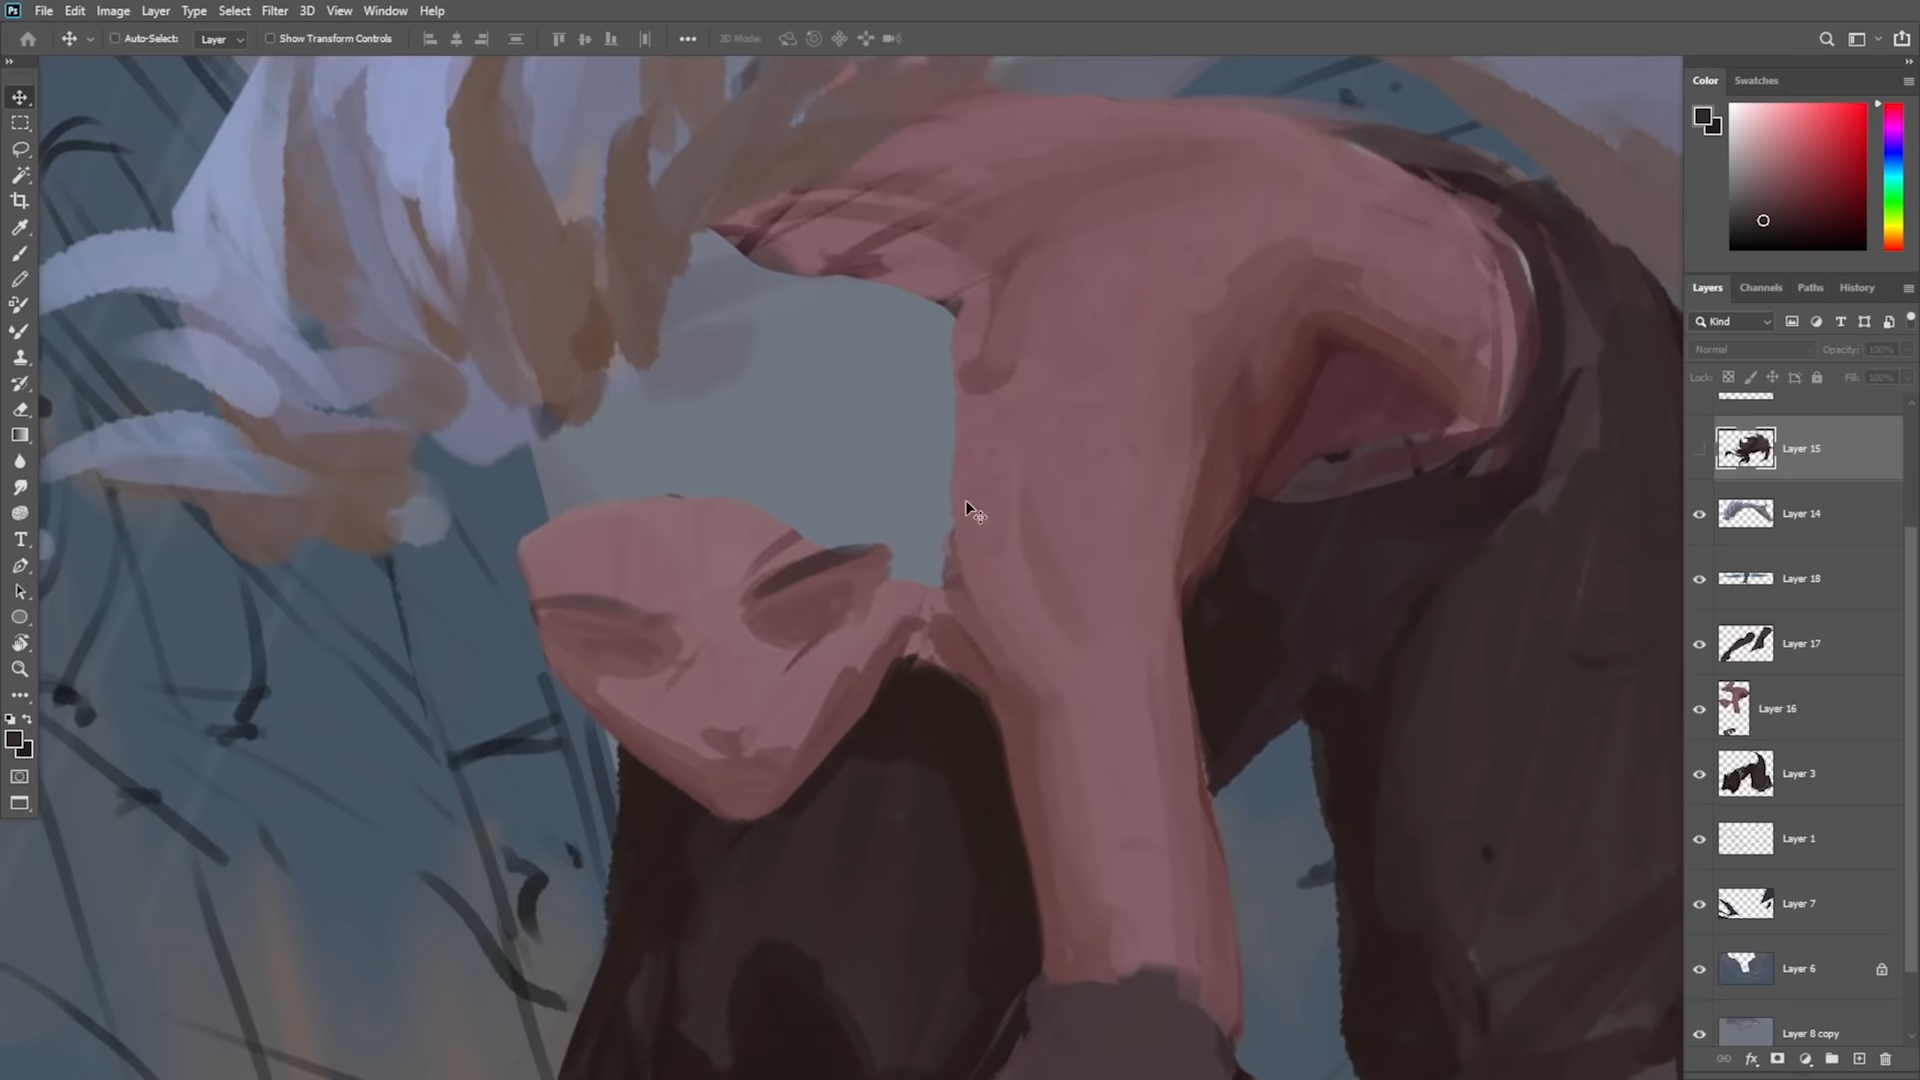 Ps File Edit Image Layer Type Select Filter 3D View Window Help
Auto-Select: Layer Show Transform Controls 3D Mode:
Color Swatches
Layers Channels Paths History
Kind
Normal Opacity: 100%
Lock: Fill: 100%
Layer 15
Layer 14
Layer 18
Layer 17
Layer 16
Layer 3
Layer 1
Layer 7
Layer 6
Layer 8 copy